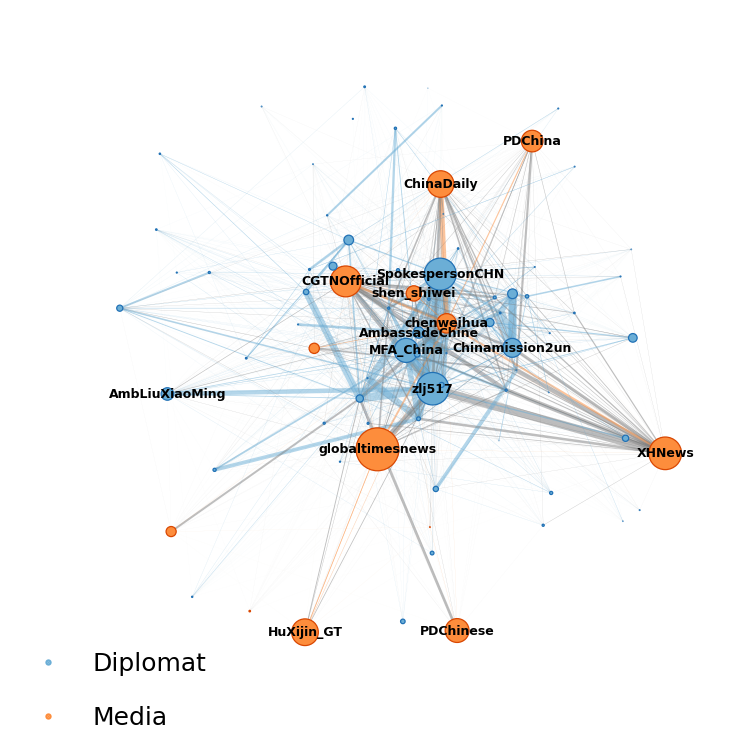 PDChina
ChinaDaily
SpokespersonCHN
CGTNOfficial
shen_shiwei
chenweihua
AmbassadeChine
MFA_China
Chinamission2un
zlj517
AmbLiuXiaoMing
globaltimesnews
XHNews
HuXijin_GT
PDChinese
Diplomat
Media